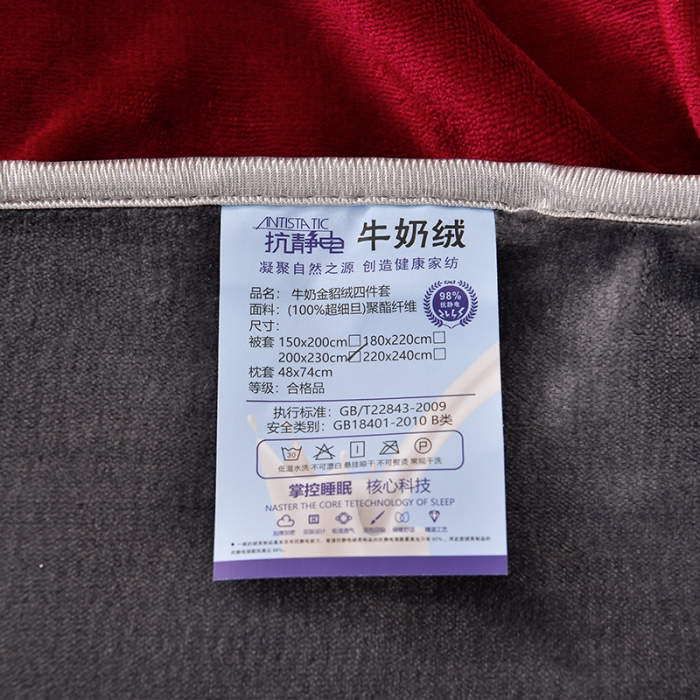 ANTISTATIC
抗静电 牛奶绒
凝聚自然之源 创造健康家纺
品名： 牛奶金貂绒四件套
面料： (100%超细旦)聚酯纤维
尺寸：
被套 150x200cm□ 180x220cm□
200x230cm☑ 220x240cm□
枕套 48x74cm
等级： 合格品
98%
抗静电
执行标准： GB/T22843-2009
安全类别： GB18401-2010 B类
30
P
低温水洗 不可漂白 悬挂晾干 不可熨烫 常规干洗
掌控睡眠 核心科技
NASTER THE CORE TETECHNOLOGY OF SLEEP